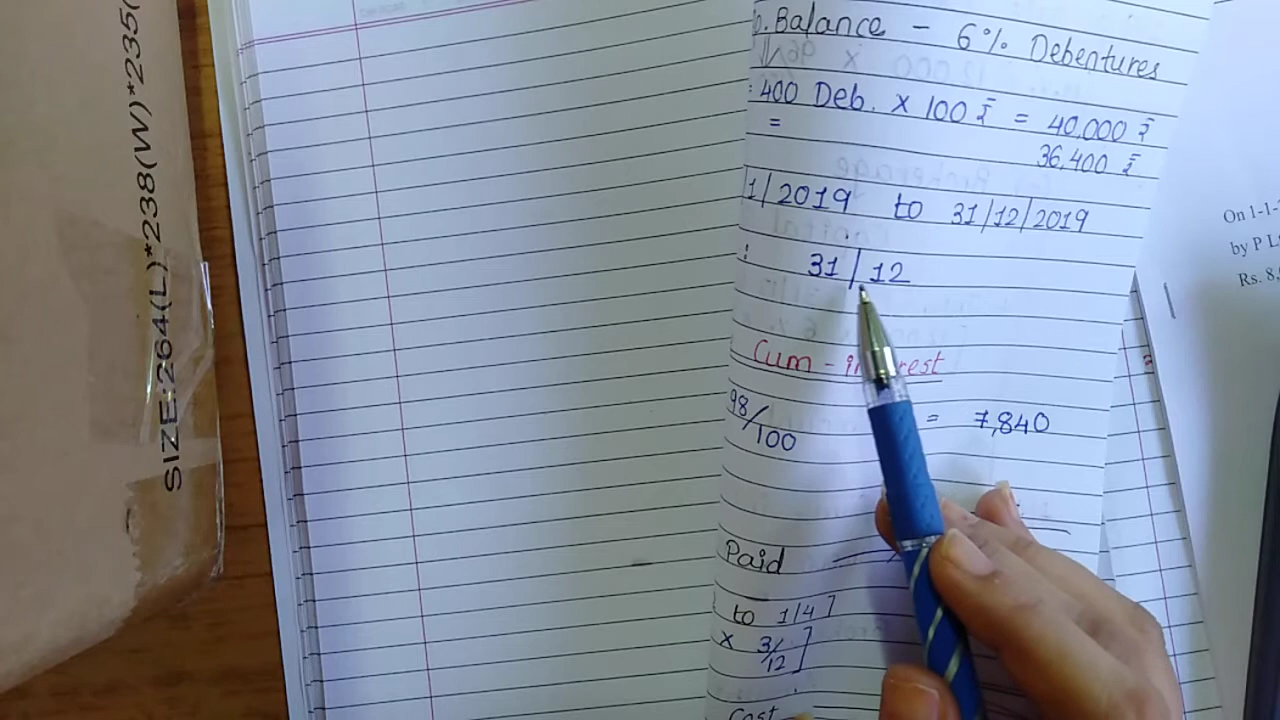 SIZE:264(L)*238(W)*235(
Balance - 6% Debentures
400 Deb. X 100 ₹ = 40,000 ₹
=
36,400 ₹
1/2019 to 31/12/2019
: 31/12
Cum - interest
98/100 = 7,840
Paid
to 1/4]
x 3/12]
Cost
On 1-1-
by P L
Rs. 8,